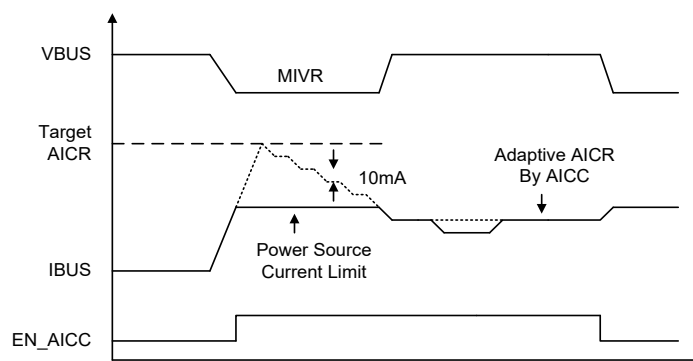 VBUS
MIVR
Target
AICR
10mA
Adaptive AICR
By AICC
Power Source
Current Limit
IBUS
EN_AICC